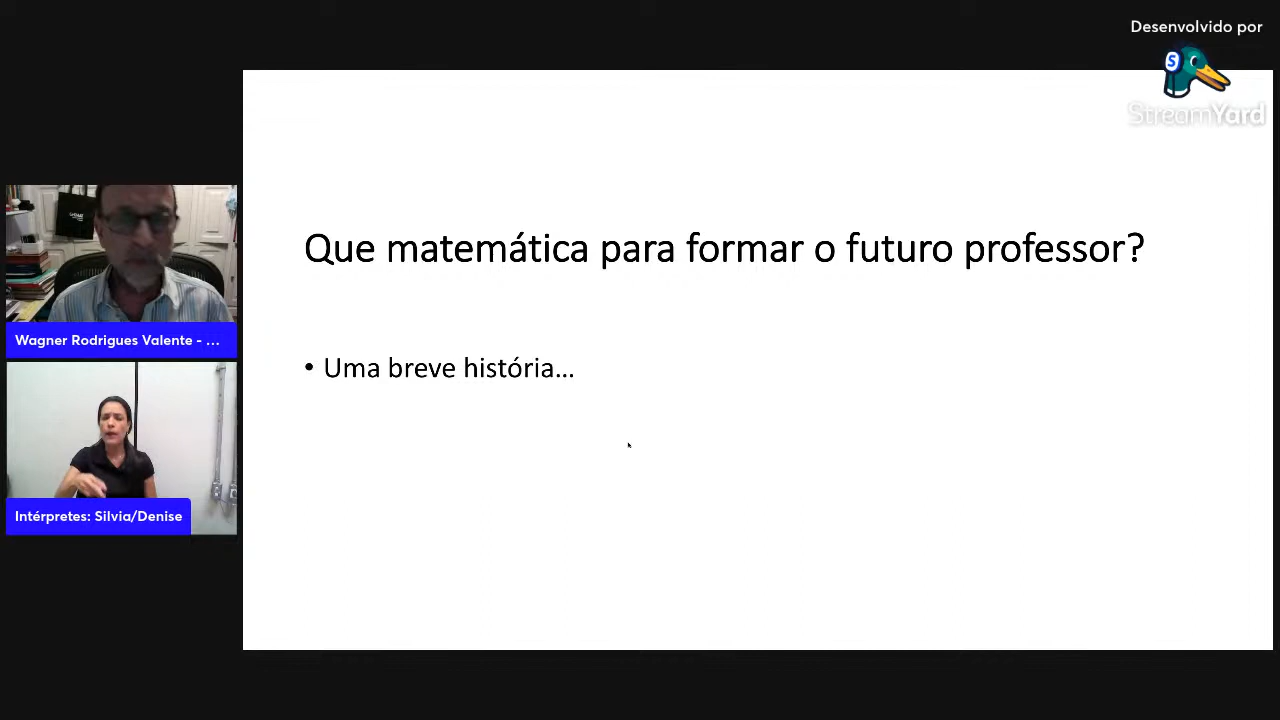 Desenvolvido por
StreamYard
Que matemática para formar o futuro professor?
• Uma breve história...
Wagner Rodrigues Valente - ...
Intérpretes: Silvia/Denise